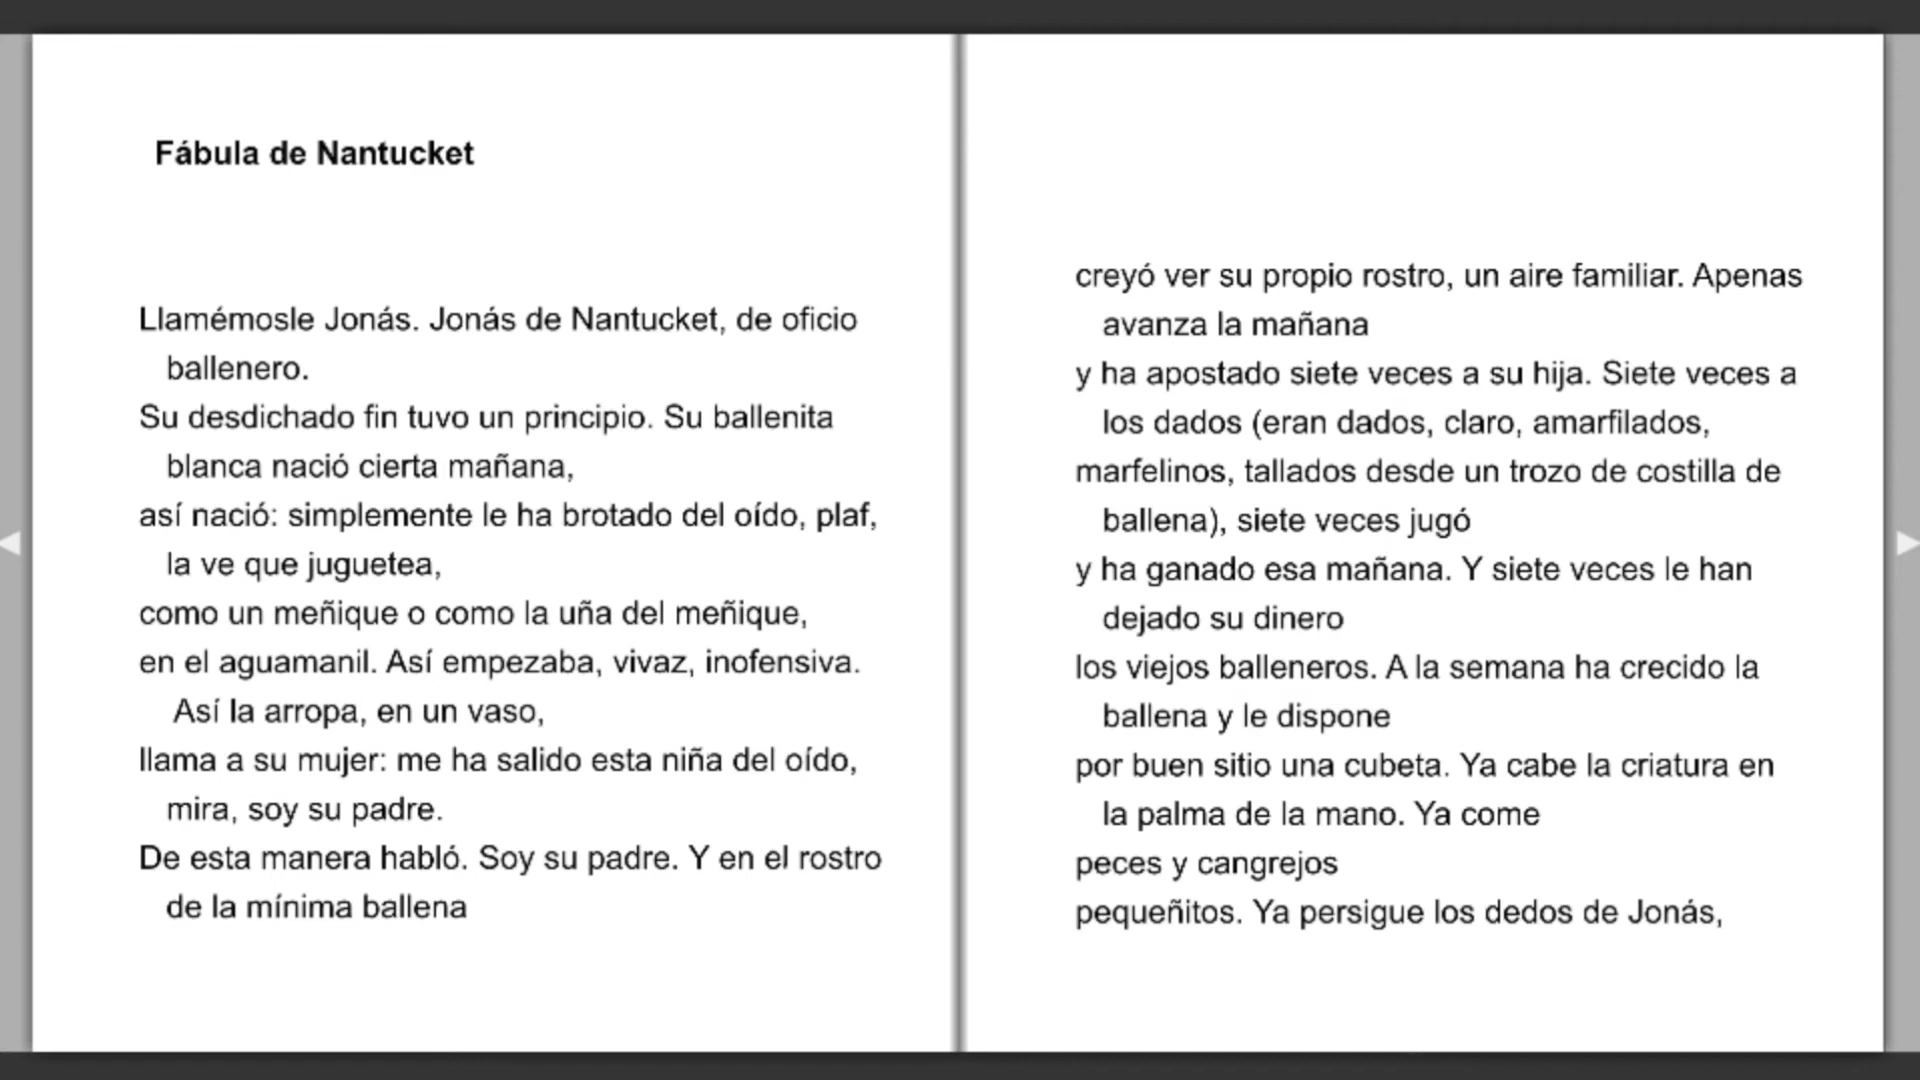 Fábula de Nantucket
Llamémosle Jonás. Jonás de Nantucket, de oficio
ballenero.
Su desdichado fin tuvo un principio. Su ballenita
blanca nació cierta mañana,
así nació: simplemente le ha brotado del oído, plaf,
la ve que juguetea,
como un meñique o como la uña del meñique,
en el aguamanil. Así empezaba, vivaz, inofensiva.
Así la arropa, en un vaso,
llama a su mujer: me ha salido esta niña del oído,
mira, soy su padre.
De esta manera habló. Soy su padre. Y en el rostro
de la mínima ballena
creyó ver su propio rostro, un aire familiar. Apenas
avanza la mañana
y ha apostado siete veces a su hija. Siete veces a
los dados (eran dados, claro, amarfilados,
marfelinos, tallados desde un trozo de costilla de
ballena), siete veces jugó
y ha ganado esa mañana. Y siete veces le han
dejado su dinero
los viejos balleneros. A la semana ha crecido la
ballena y le dispone
por buen sitio una cubeta. Ya cabe la criatura en
la palma de la mano. Ya come
peces y cangrejos
pequeñitos. Ya persigue los dedos de Jonás,